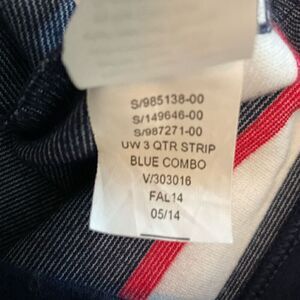 S/985138-00
S/149646-00
S/987271-00
UW 3 QTR STRIP
BLUE COMBO
V/303016
FAL14
05/14